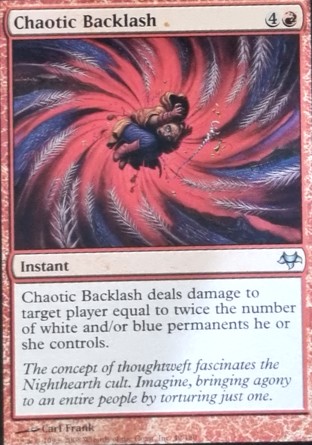 Chaotic Backlash 4
Instant
Chaotic Backlash deals damage to
target player equal to twice the number
of white and/or blue permanents he or
she controls.
The concept of thoughtweft fascinates the
Nighthearth cult. Imagine, bringing agony
to an entire people by torturing just one.
Carl Frank